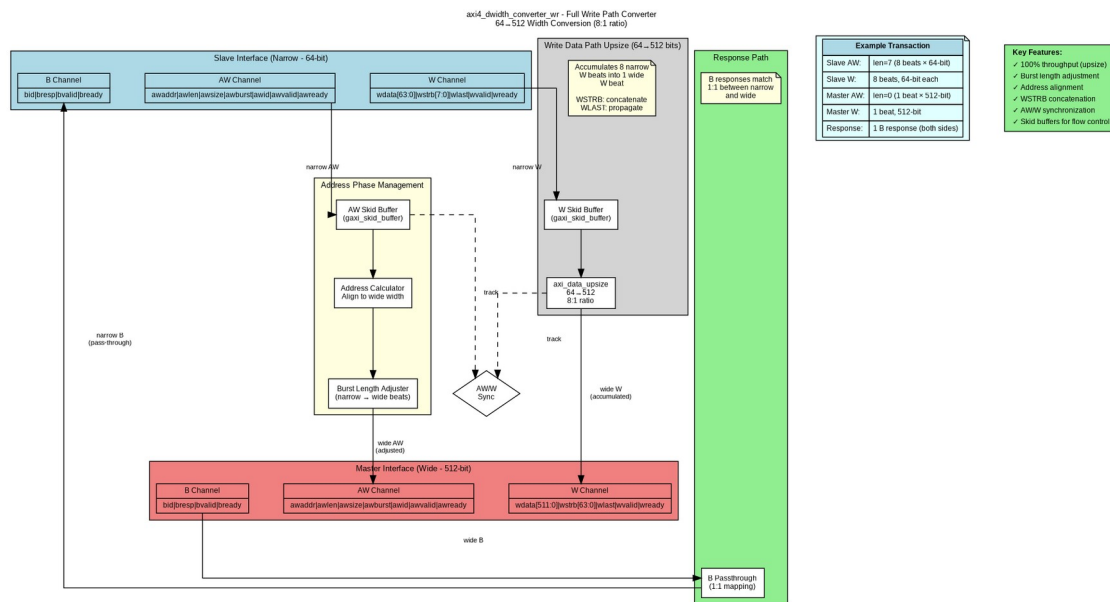 axi4_dwidth_converter_wr - Full Write Path Converter
64→512 Width Conversion (8:1 ratio)
Slave Interface (Narrow - 64-bit)
B Channel
bid|bresp|bvalid|bready
AW Channel
awaddr|awlen|awsize|awburst|awid|awvalid|awready
W Channel
wdata[63:0]|wstrb[7:0]|wlast|wvalid|wready
Write Data Path Upsize (64→512 bits)
Accumulates 8 narrow
W beats into 1 wide
W beat
WSTRB: concatenate
WLAST: propagate
Response Path
B responses match
1:1 between narrow
and wide
Example Transaction
Slave AW: len=7 (8 beats × 64-bit)
Slave W: 8 beats, 64-bit each
Master AW: len=0 (1 beat × 512-bit)
Master W: 1 beat, 512-bit
Response: 1 B response (both sides)
Key Features:
✓ 100% throughput (upsize)
✓ Burst length adjustment
✓ Address alignment
✓ WSTRB concatenation
✓ AW/W synchronization
✓ Skid buffers for flow control
narrow AW
narrow W
Address Phase Management
AW Skid Buffer
(gaxi_skid_buffer)
W Skid Buffer
(gaxi_skid_buffer)
Address Calculator
Align to wide width
axi_data_upsize
64→512
8:1 ratio
track
track
narrow B
(pass-through)
Burst Length Adjuster
(narrow → wide beats)
AW/W
Sync
wide W
(accumulated)
wide AW
(adjusted)
Master Interface (Wide - 512-bit)
B Channel
bid|bresp|bvalid|bready
AW Channel
awaddr|awlen|awsize|awburst|awid|awvalid|awready
W Channel
wdata[511:0]|wstrb[63:0]|wlast|wvalid|wready
wide B
B Passthrough
(1:1 mapping)